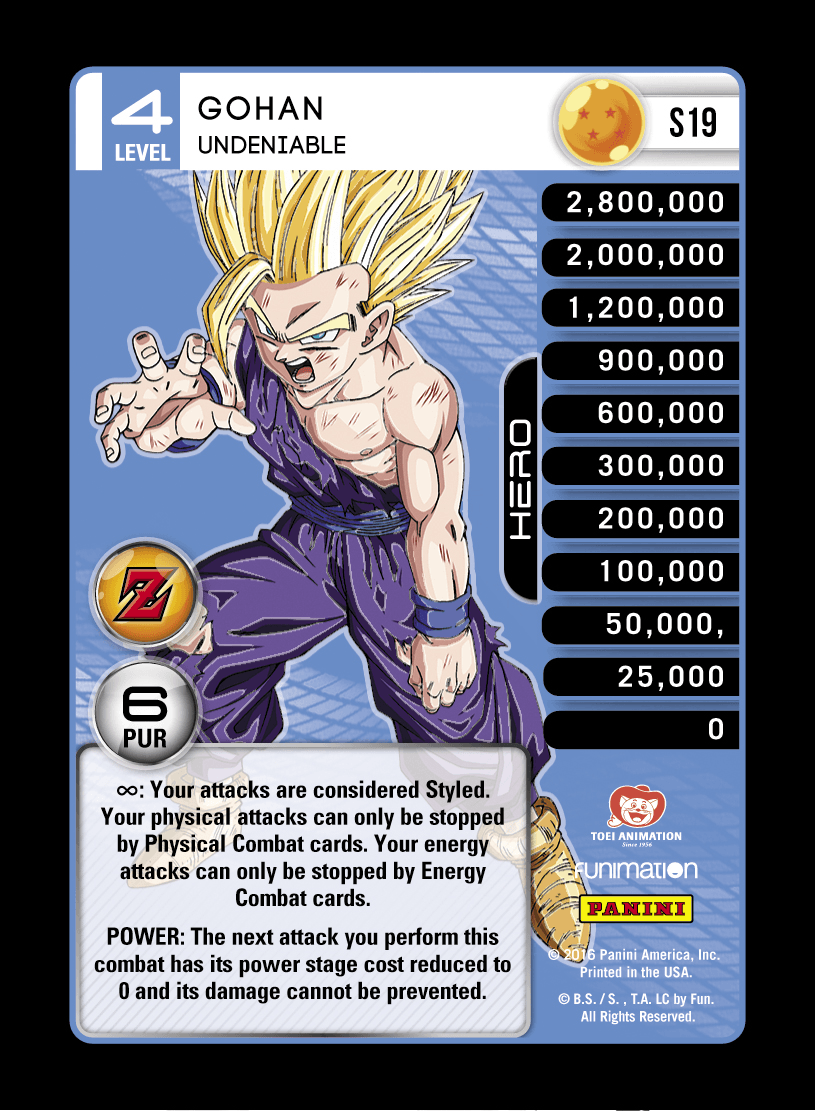 4
LEVEL
GOHAN
UNDENIABLE
S19
2,800,000
2,000,000
1,200,000
900,000
600,000
300,000
200,000
100,000
50,000,
25,000
0
HERO
Z
6
PUR
∞: Your attacks are considered Styled.
Your physical attacks can only be stopped
by Physical Combat cards. Your energy
attacks can only be stopped by Energy
Combat cards.
POWER: The next attack you perform this
combat has its power stage cost reduced to
0 and its damage cannot be prevented.
TOEI ANIMATION
Since 1956
FUNIMATION
PANINI
© 2016 Panini America, Inc.
Printed in the USA.
© B.S. / S. , T.A. LC by Fun.
All Rights Reserved.